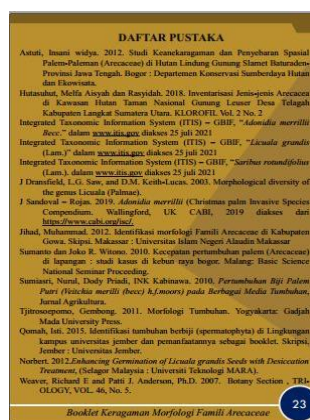 DAFTAR PUSTAKA
Astuti, Imani widya. 2012. Studi Keanekaragaman dan Penyebaran Spasial
Palem-Paleman (Arecaceae) di Hutan Lindung Gunung Slamet Baturaden-
Provinsi Jawa Tengah. Bogor : Departemen Konservasi Sumberdaya Hutan
dan Ekowisata.
Hutasuhut, Melfa Aisyah dan Rasyidah. 2018. Inventarisasi Jenis-jenis Arecacea
di Kawasan Hutan Taman Nasional Gunung Leuser Desa Telagah
Kabupaten Langkat Sumatera Utara. KLOROFIL Vol. 2 No. 2
Integrated Taxonomic Information System (ITIS) – GBIF, "Adonidia merrilli
Becc." dalam www.itis.gov diakses 25 juli 2021
Integrated Taxonomic Information System (ITIS) – GBIF, "Licuala grandis
(Lam.)" dalam www.itis.gov diakses 25 juli 2021
Integrated Taxonomic Information System (ITIS) – GBIF, "Saribus rotundifolius
(Lam.). dalam www.itis.gov diakses 25 juli 2021
J Dransfield, L.G. Saw, and D.M. Keith-Lucas. 2003. Morphological diversity of
the genus Licuala (Palmae).
J Sandoval – Rojas. 2019. Adonidia merrillii (Christmas palm Invasive Species
Compendium. Wallingford, UK CABI, 2019 diakses dari
https://www.cabi.org/isc/.
Jihad, Muhammad. 2012. Identifikasi morfologi Famili Arecaceae di Kabupaten
Gowa. Skipsi. Makassar : Universitas Islam Negeri Alaudin Makassar
Sumanto dan Joko R. Witono. 2010. Kecepatan pertumbuhan palem (Arecaceae)
di lapangan : studi kasus di kebun raya bogor. Malang: Basic Science
National Seminar Proceeding.
Sumiasri, Nurul, Dody Priadi, INK Kabinawa. 2010. Pertumbuhan Biji Palem
Putri (Veitchia merilli (becc) h,f.moors) pada Berbagai Media Tumbuhan,
Jurnal Agrikultura.
Tjitrosoepomo, Gembong. 2011. Morfologi Tumbuhan. Yogyakarta: Gadjah
Mada University Press.
Qomah, Isti. 2015. Identifikasi tumbuhan berbiji (spermatophyta) di Lingkungan
kampus universitas jember dan pemanfaatannya sebagai booklet. Skripsi,
Jember : Universitas Jember.
Norbert. 2012.Enhancing Germination of Licuala grandis Seeds with Desiccation
Treatment, (Selagor Malaysia : Universiti Teknologi MARA).
Weaver, Richard E and Patti J. Anderson, Ph.D. 2007. Botany Section , TRI-
OLOGY, VOL. 46, No. 5.
Booklet Keragaman Morfologi Famili Arecaceae
23